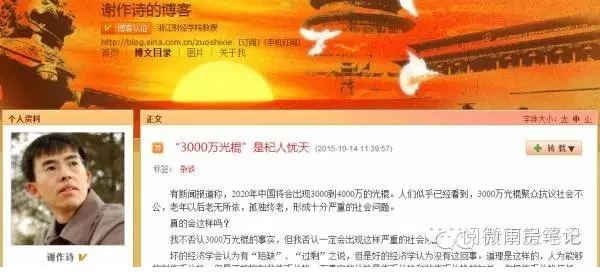 谢作诗的博客
博客认证 浙江财经学院教授
http://blog.sina.com.cn/zuoshixie [订阅] [手机订阅]
首页 博文目录 图片 关于我
个人资料
谢作诗
正文
字体大小：大 中 小
“3000万光棍”是杞人忧天 (2015-10-14 11:39:57)
转载
标签： 杂谈
有新闻报道称，2020年中国将会出现3000到4000万的光棍。人们似乎已经看到，3000万光棍聚众抗议社会不公，老年以后老无所依，孤独终老，形成十分严重的社会问题。
真的会这样吗？
我不否认3000万光棍的事实，但我否认一定会出现这样严重的社会
坏的经济学会认为有“短缺”、“过剩”之说，但是好的经济学认为没有这回事。道理是这样的，人为能够
阅微雨房笔记